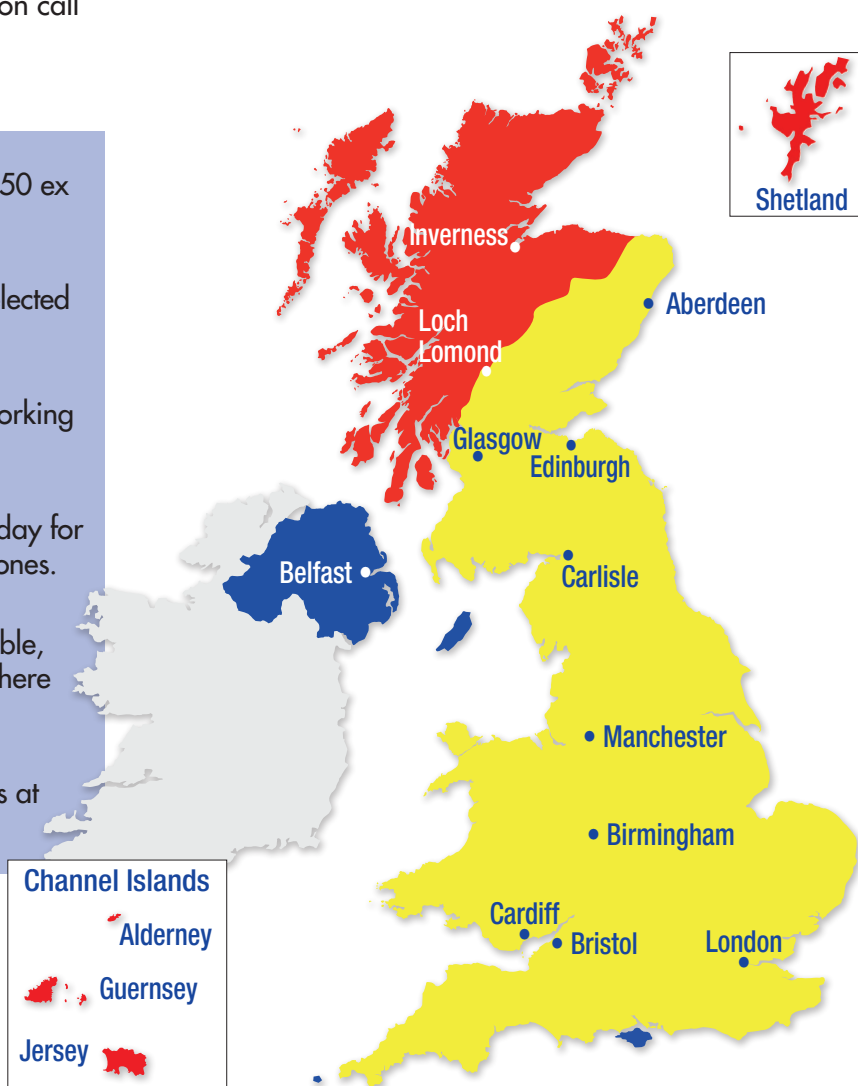 on call
50 ex
lected
orking
day for
ones.
ble,
here
s at
Shetland
Inverness
Aberdeen
Loch
Lomond
Glasgow
Edinburgh
Belfast
Carlisle
Manchester
Birmingham
Channel Islands
Alderney
Guernsey
Jersey
Cardiff
Bristol
London